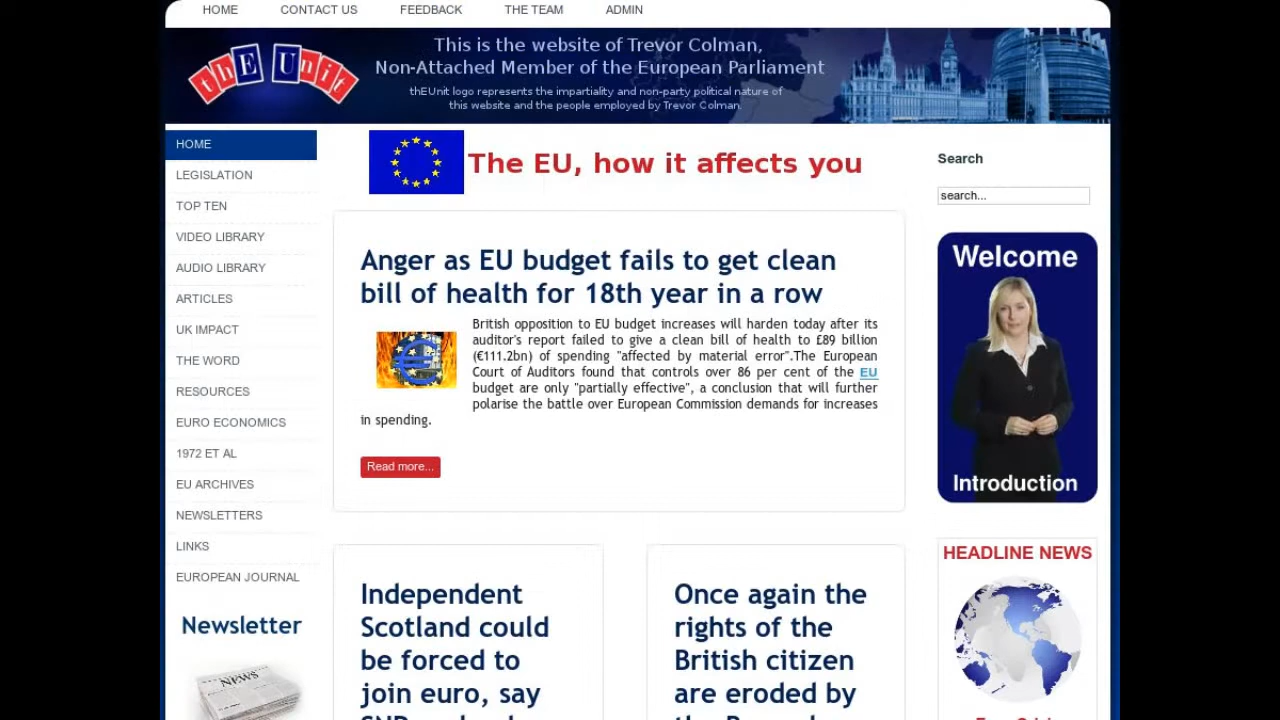 HOME CONTACT US FEEDBACK THE TEAM ADMIN
thEUnit
This is the website of Trevor Colman,
Non-Attached Member of the European Parliament
thEUnit logo represents the impartiality and non-party political nature of
this website and the people employed by Trevor Colman.
HOME
LEGISLATION
TOP TEN
VIDEO LIBRARY
AUDIO LIBRARY
ARTICLES
UK IMPACT
THE WORD
RESOURCES
EURO ECONOMICS
1972 ET AL
EU ARCHIVES
NEWSLETTERS
LINKS
EUROPEAN JOURNAL
Newsletter
NEWS
The EU, how it affects you
Anger as EU budget fails to get clean
bill of health for 18th year in a row
British opposition to EU budget increases will harden today after its
auditor's report failed to give a clean bill of health to £89 billion
(€111.2bn) of spending "affected by material error".The European
Court of Auditors found that controls over 86 per cent of the EU
budget are only "partially effective", a conclusion that will further
polarise the battle over European Commission demands for increases
in spending.
Read more...
Independent
Scotland could
be forced to
join euro, say
Once again the
rights of the
British citizen
are eroded by
Search
search...
Welcome
Introduction
HEADLINE NEWS